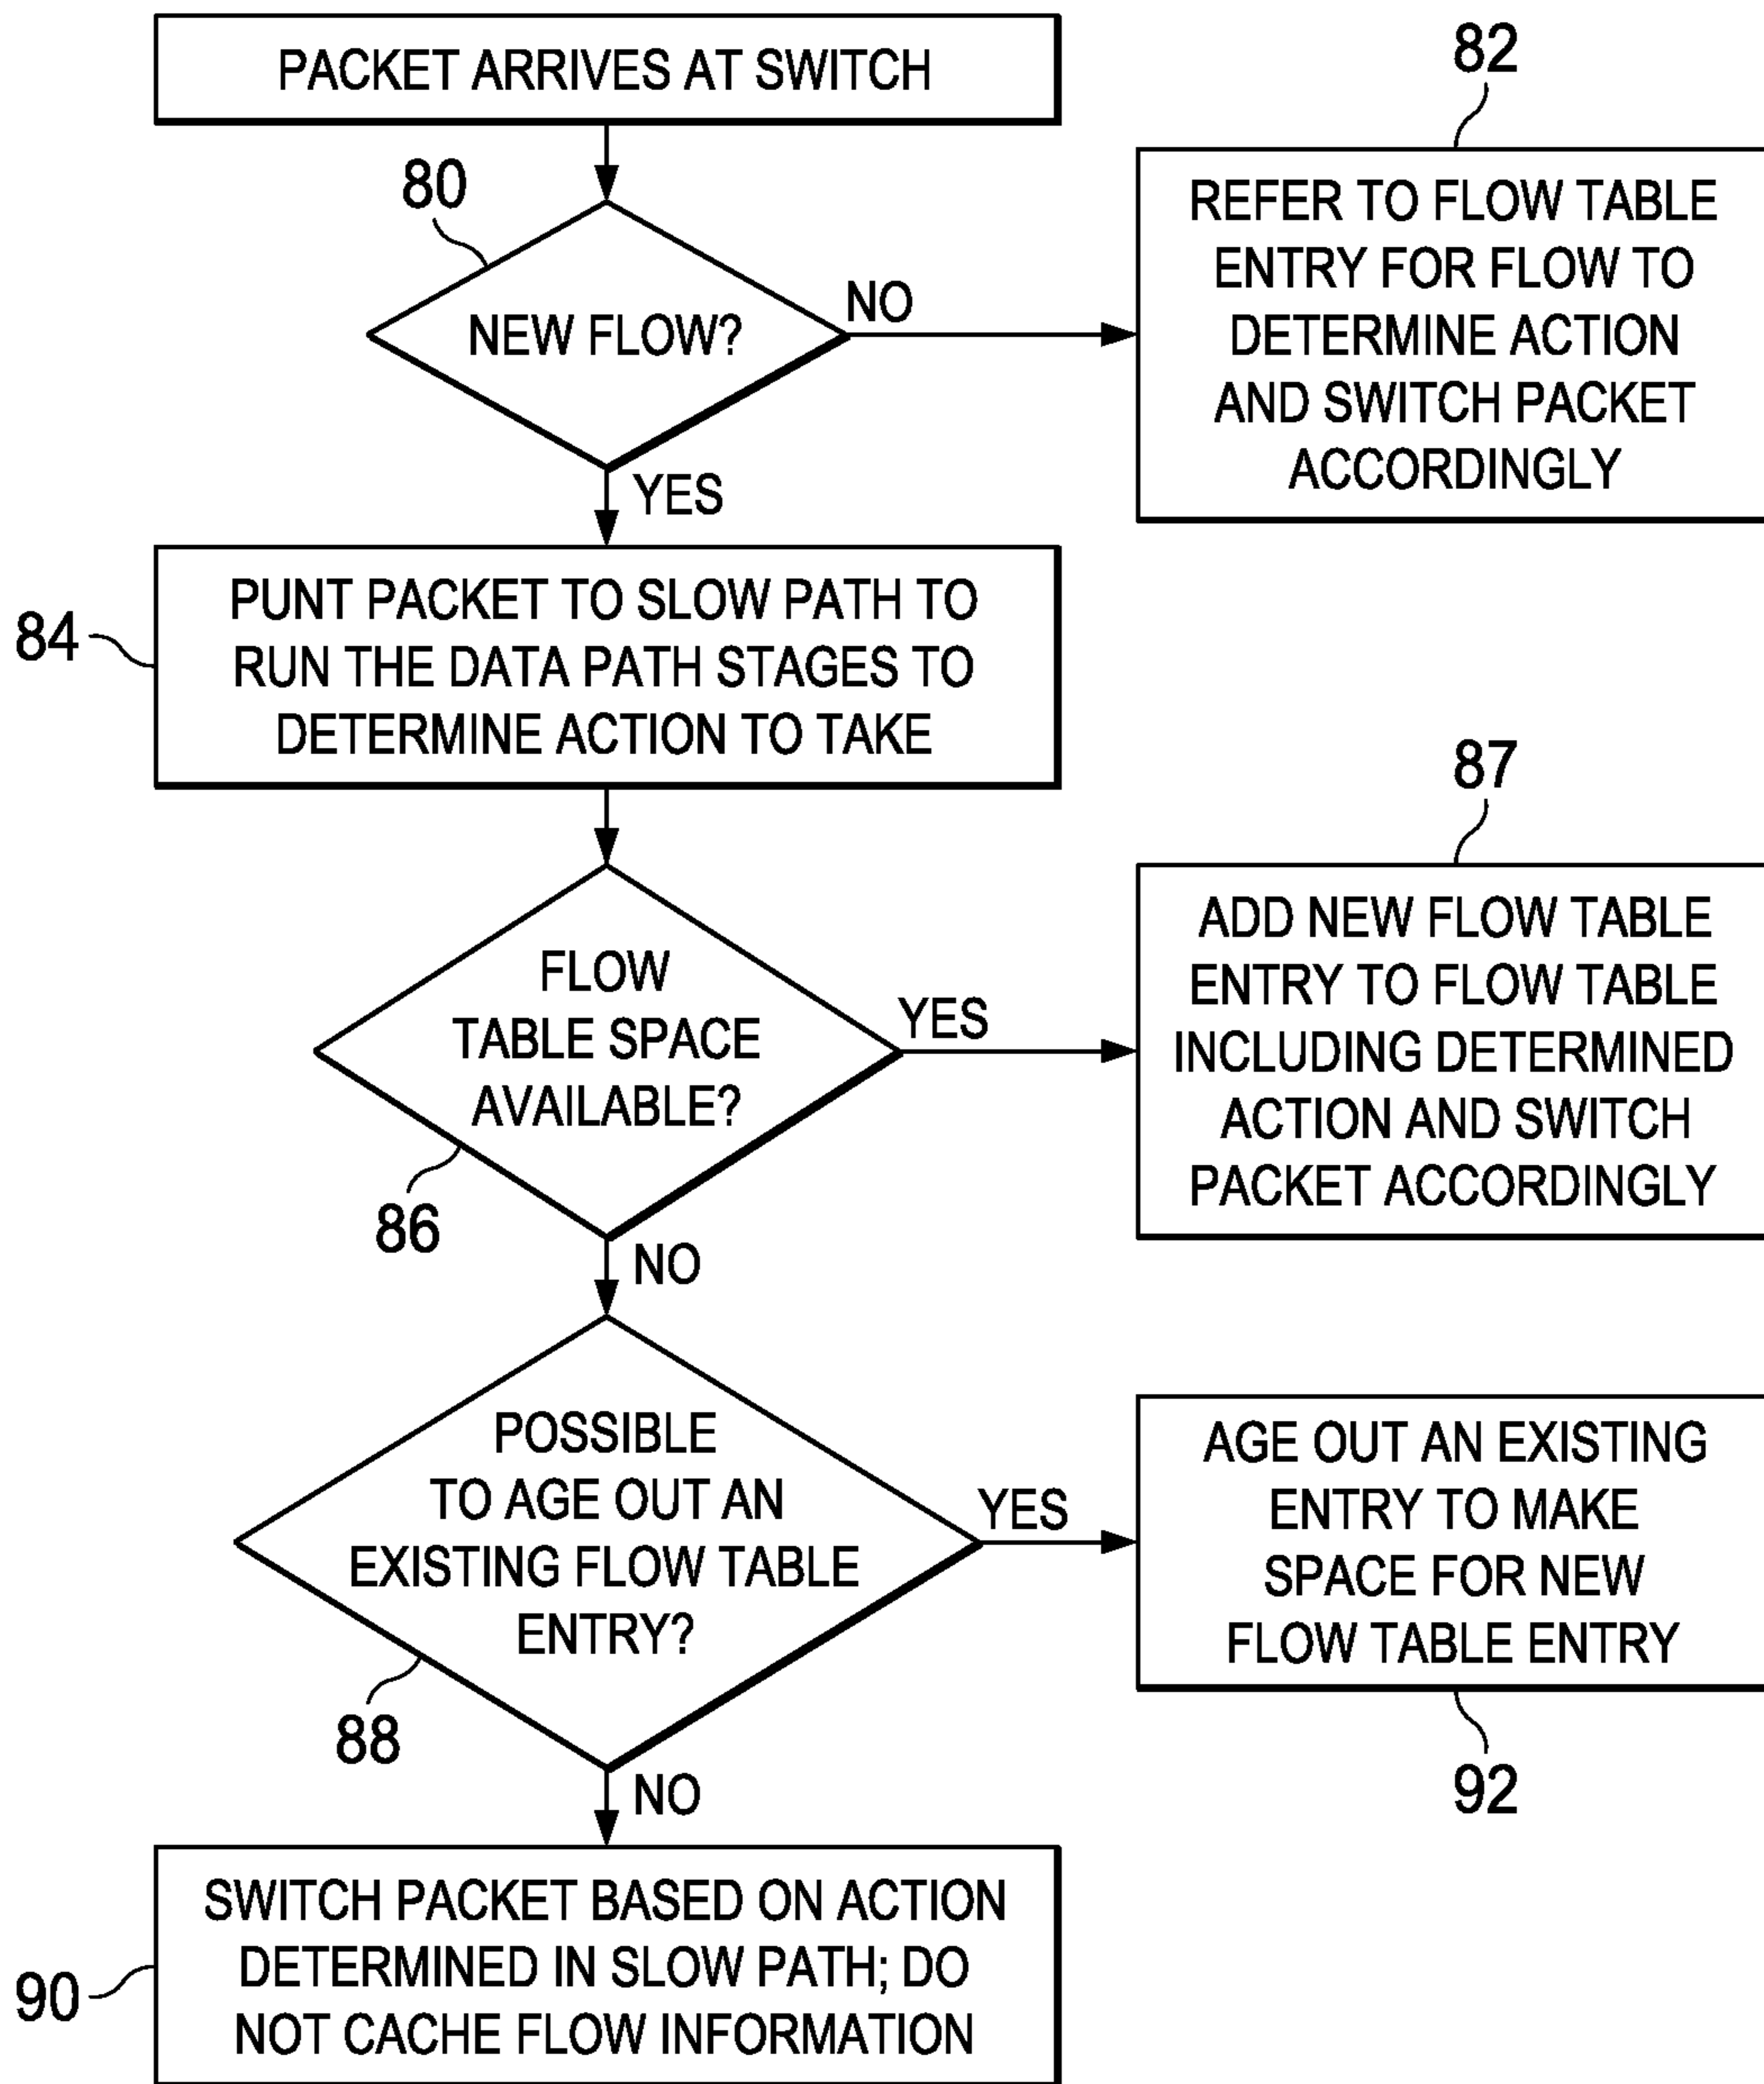 PACKET ARRIVES AT SWITCH
80
NEW FLOW?
NO
82
REFER TO FLOW TABLE
ENTRY FOR FLOW TO
DETERMINE ACTION
AND SWITCH PACKET
ACCORDINGLY
YES
84
PUNT PACKET TO SLOW PATH TO
RUN THE DATA PATH STAGES TO
DETERMINE ACTION TO TAKE
FLOW
TABLE SPACE
AVAILABLE?
86
YES
87
ADD NEW FLOW TABLE
ENTRY TO FLOW TABLE
INCLUDING DETERMINED
ACTION AND SWITCH
PACKET ACCORDINGLY
NO
POSSIBLE
TO AGE OUT AN
EXISTING FLOW TABLE
ENTRY?
88
YES
AGE OUT AN EXISTING
ENTRY TO MAKE
SPACE FOR NEW
FLOW TABLE ENTRY
92
NO
90
SWITCH PACKET BASED ON ACTION
DETERMINED IN SLOW PATH; DO
NOT CACHE FLOW INFORMATION